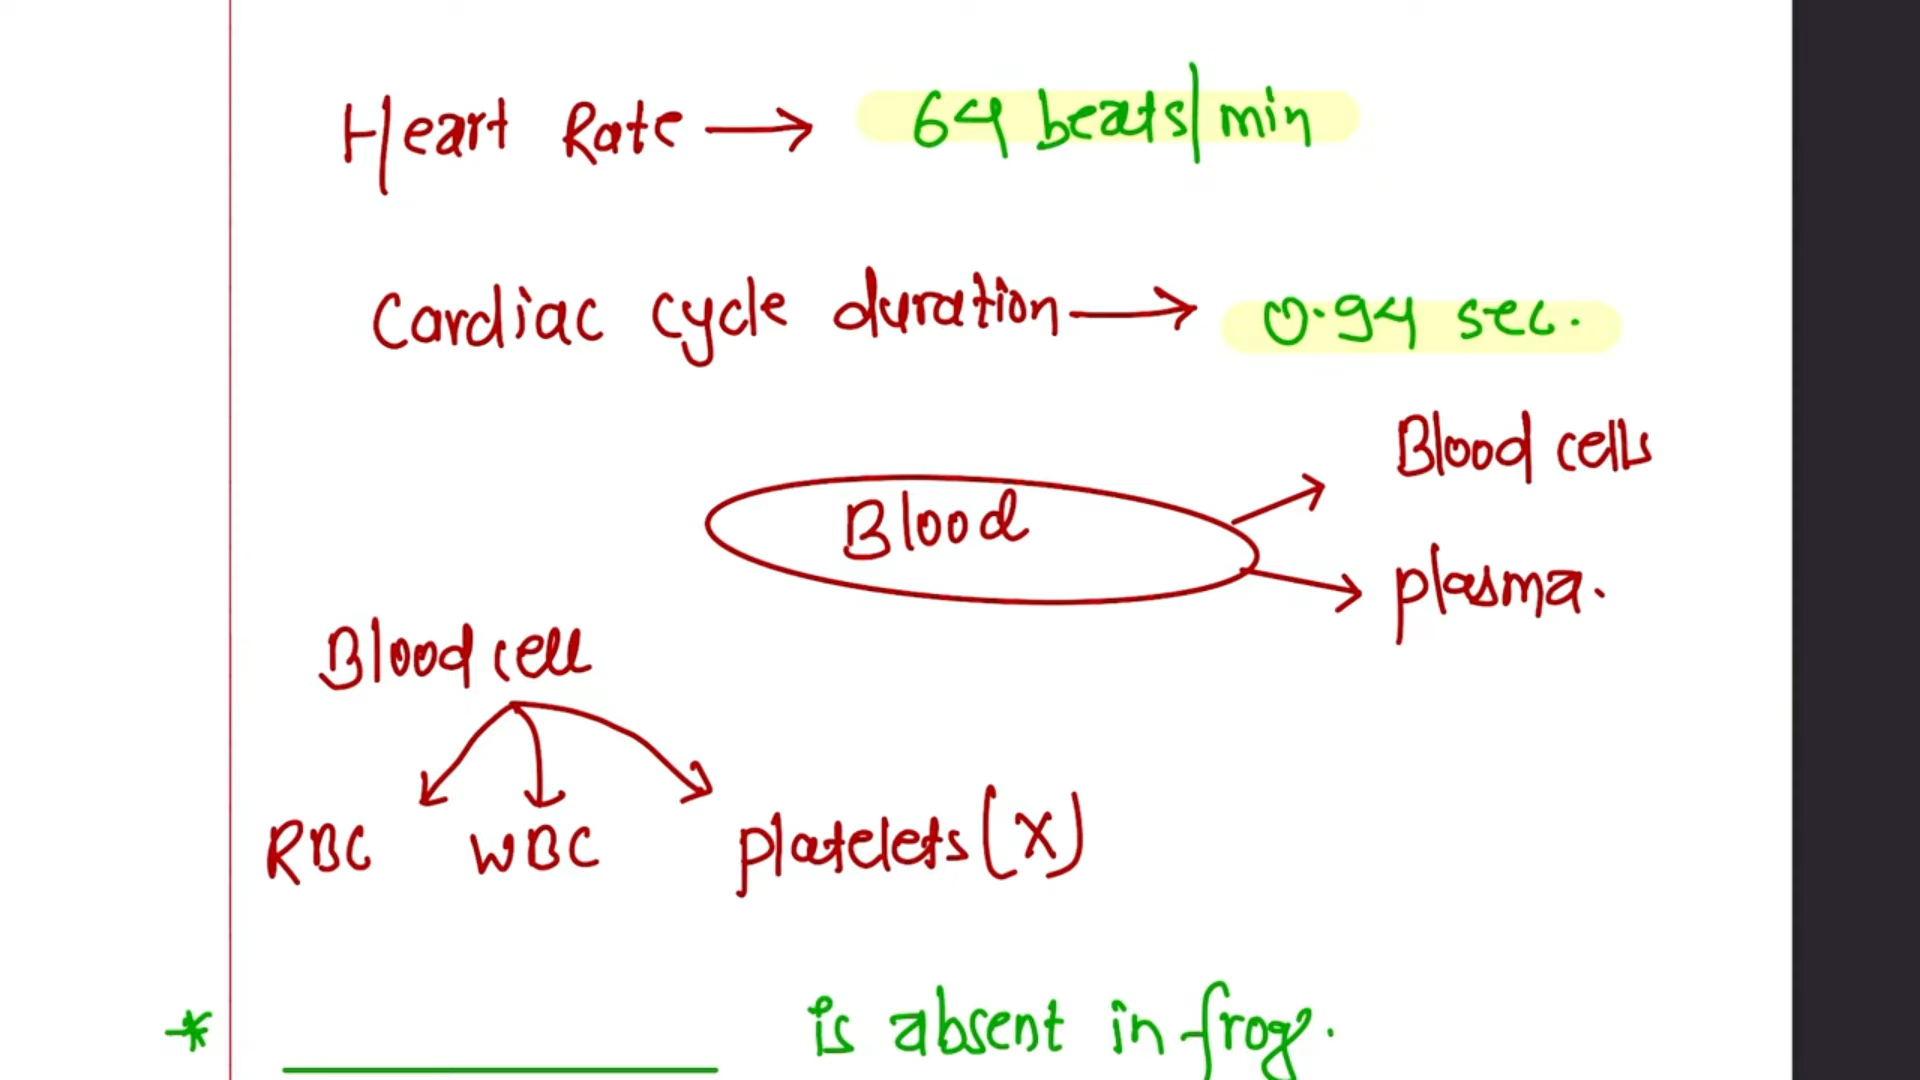 Heart Rate → 64 beats/min
Cardiac cycle duration → 0.94 sec.
Blood cells
Blood
plasma.
Blood cell
RBC WBC platelets (X)
* ________ is absent in frog.